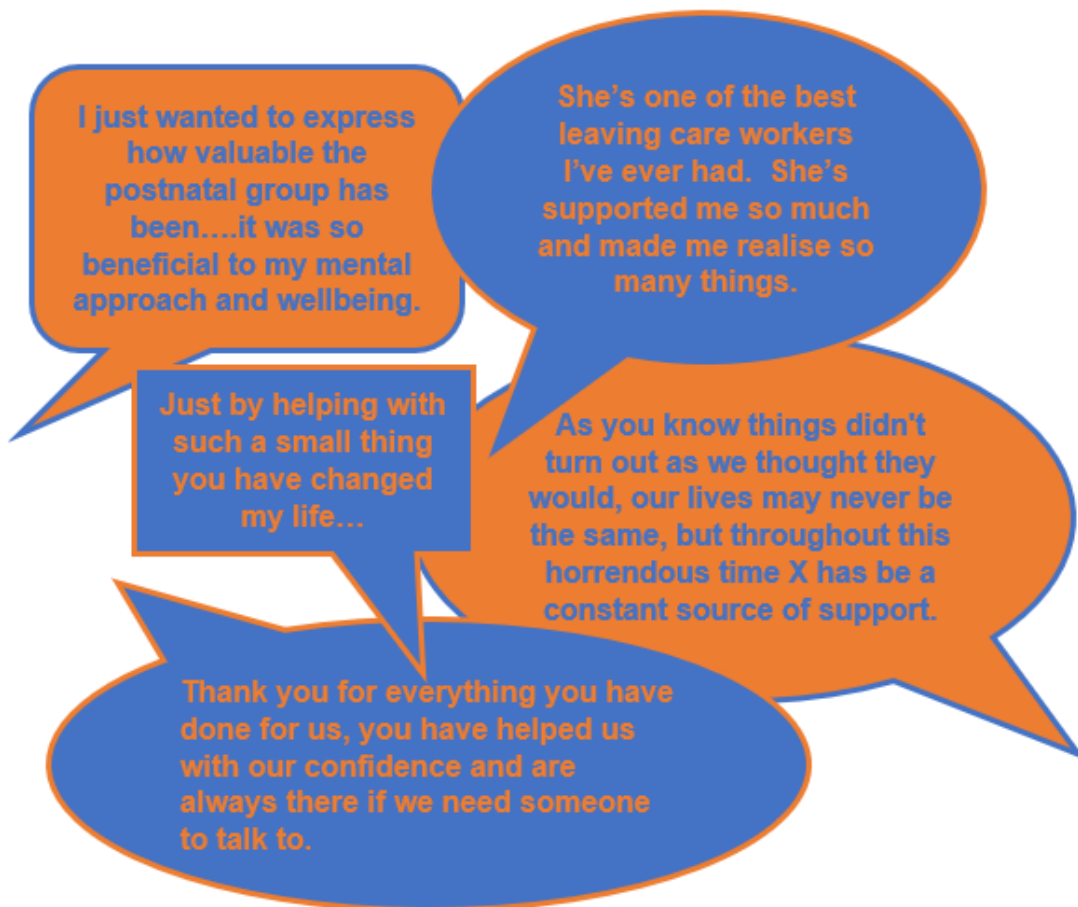 I just wanted to express
how valuable the
postnatal group has
been....it was so
beneficial to my mental
approach and wellbeing.
She's one of the best
leaving care workers
I've ever had.  She's
supported me so much
and made me realise so
many things.
Just by helping with
such a small thing
you have changed
my life…
As you know things didn't
turn out as we thought they
would, our lives may never be
the same, but throughout this
horrendous time X has be a
constant source of support.
Thank you for everything you have
done for us, you have helped us
with our confidence and are
always there if we need someone
to talk to.